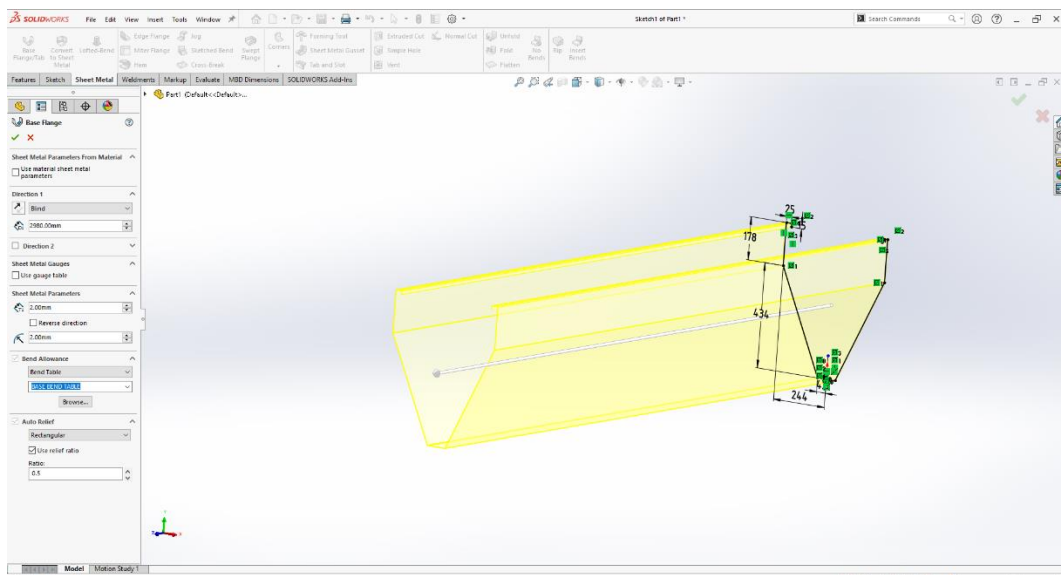 SOLIDWORKS File Edit View Insert Tools Window
Sketch1 of Part1 *
Search Commands
Base Flange/Tab
Convert to Sheet Metal
Lofted-Bend
Edge Flange
Miter Flange
Hem
Jog
Sketched Bend
Cross-Break
Swept Flange
Corners
Forming Tool
Sheet Metal Gusset
Tab and Slot
Extruded Cut
Simple Hole
Vent
Normal Cut
Unfold
Fold
Flatten
No Bends
Rip
Insert Bends
Features Sketch Sheet Metal Weldments Markup Evaluate MBD Dimensions SOLIDWORKS Add-Ins
Part1 (Default<<Default>...
Base Flange
Sheet Metal Parameters From Material
Use material sheet metal
parameters
Direction 1
Blind
2980.00mm
Direction 2
Sheet Metal Gauges
Use gauge table
Sheet Metal Parameters
2.00mm
Reverse direction
2.00mm
Bend Allowance
Bend Table
BASE BEND TABLE
Browse...
Auto Relief
Rectangular
Use relief ratio
Ratio:
0.5
25
178
434
244
Model Motion Study 1